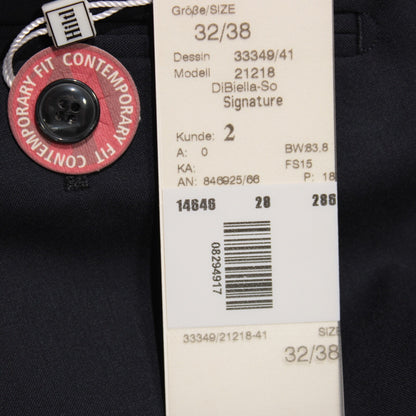 Hiltl
CONTEMPORARY FIT CONTEMPORARY FIT
Größe/SIZE
32/38
Dessin 33349/41
Modell 21218
DiBiella-So
Signature
Kunde: 2
A: 0 BW:83.8
KA: FS15
AN: 846925/66 P: 18
14646 28 286
08294917
33349/21218-41 SIZE
32/38